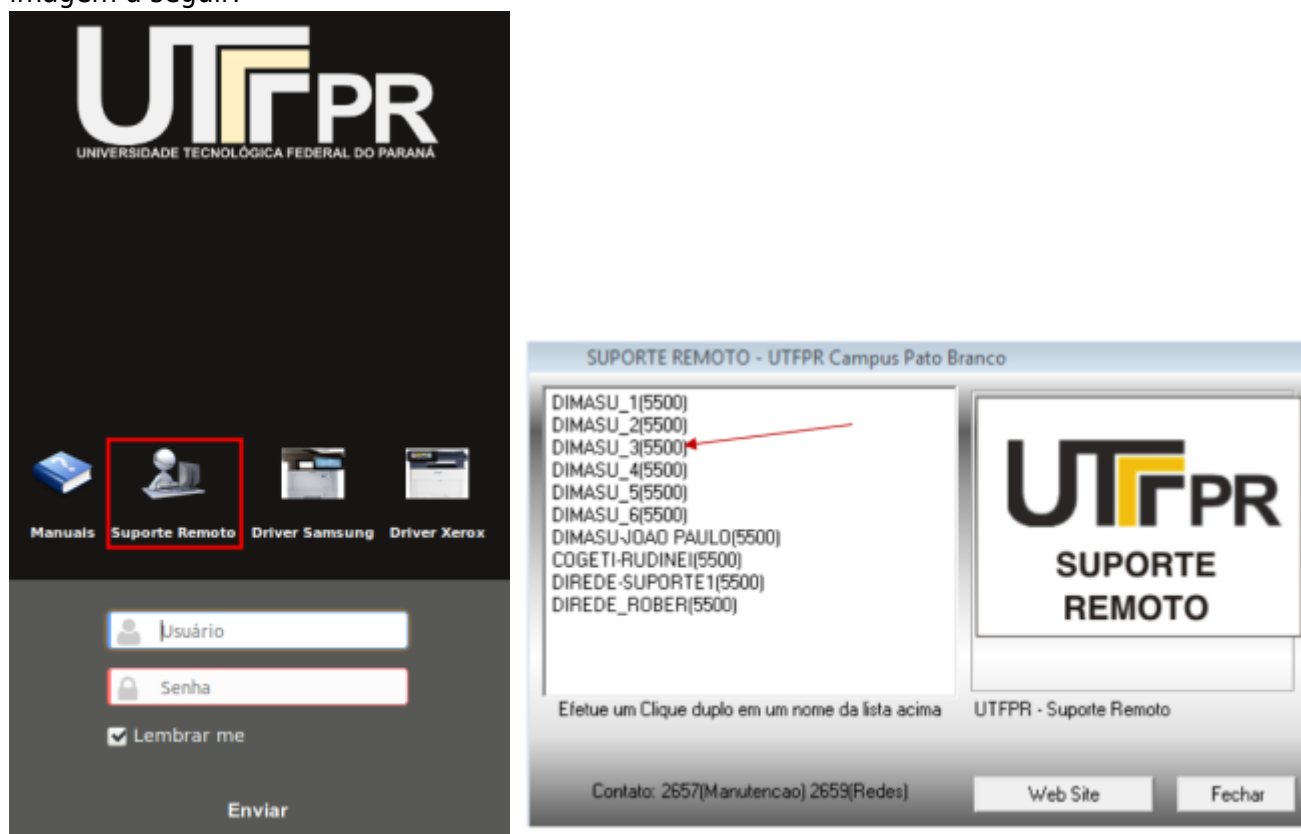 UTFPR
UNIVERSIDADE TECNOLÓGICA FEDERAL DO PARANÁ
Manuais Suporte Remoto Driver Samsung Driver Xerox
Usuário
Senha
Lembrar me
Enviar
SUPORTE REMOTO - UTFPR Campus Pato Branco
DIMASU_1(5500)
DIMASU_2(5500)
DIMASU_3(5500)
DIMASU_4(5500)
DIMASU_5(5500)
DIMASU_6(5500)
DIMASU-JOAO PAULO(5500)
COGETI-RUDINEI(5500)
DIREDE-SUPORTE1(5500)
DIREDE_ROBER(5500)
UTFPR
SUPORTE
REMOTO
Efetue um Clique duplo em um nome da lista acima
UTFPR - Suporte Remoto
Contato: 2657(Manutencao) 2659(Redes)
Web Site
Fechar